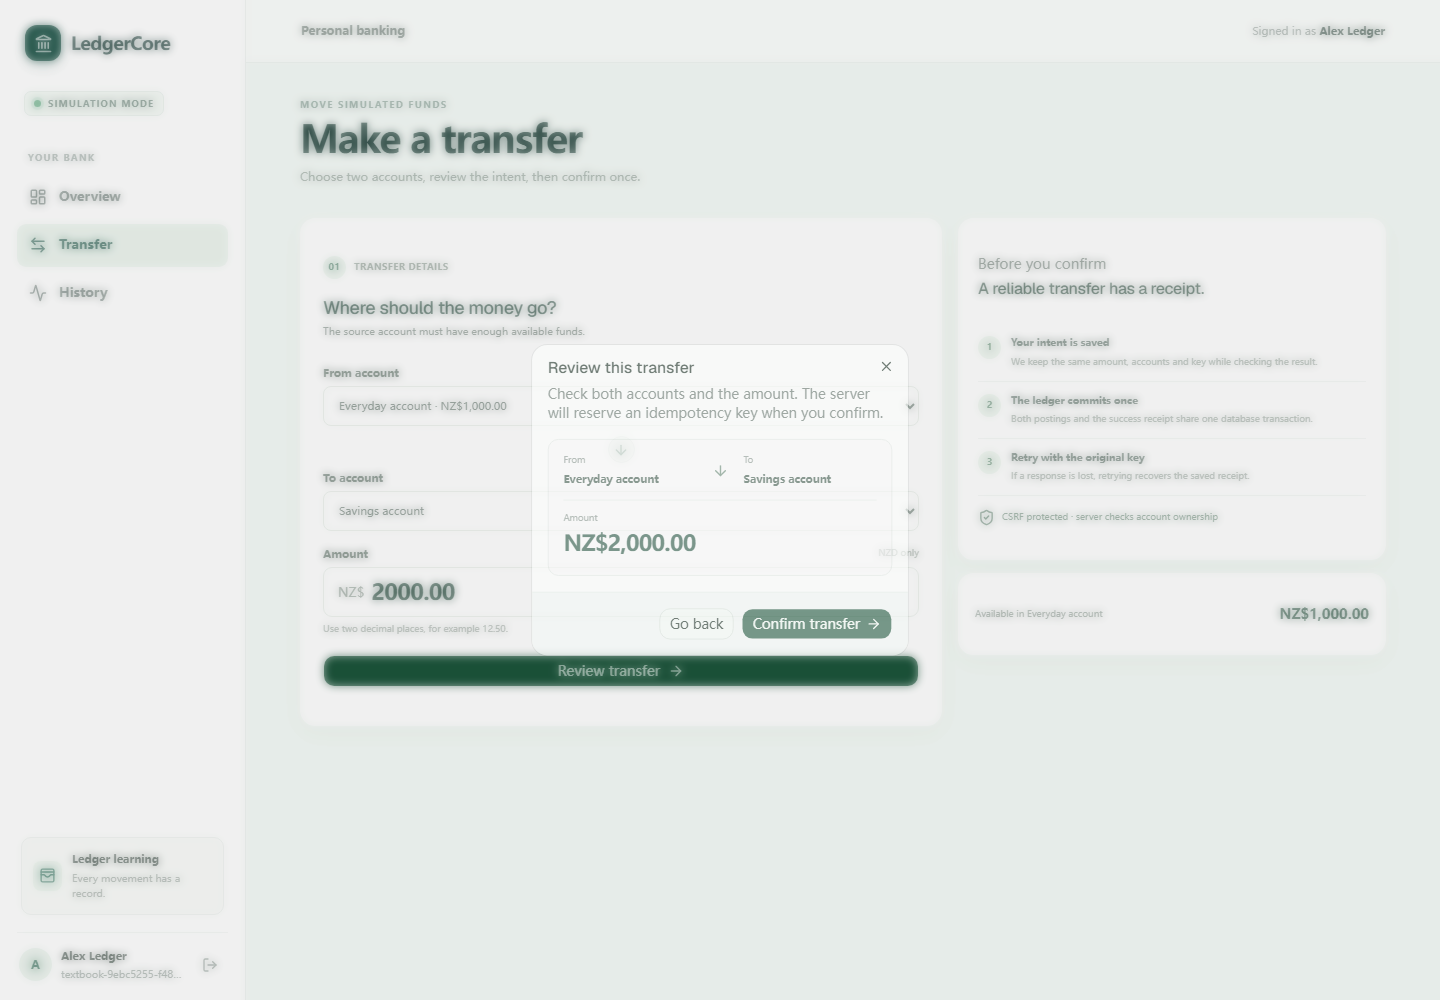 LedgerCore
SIMULATION MODE
YOUR BANK
Overview
Transfer
History
Ledger learning
Every movement has a
record.
A
Alex Ledger
textbook-9ebc5255-f48...
Personal banking
Signed in as Alex Ledger
MOVE SIMULATED FUNDS
Make a transfer
Choose two accounts, review the intent, then confirm once.
01 TRANSFER DETAILS
Where should the money go?
The source account must have enough available funds.
From account
Everyday account · NZ$1,000.00
To account
Savings account
Amount
NZD only
NZ$ 2000.00
Use two decimal places, for example 12.50.
Review transfer
Review this transfer
Check both accounts and the amount. The server
will reserve an idempotency key when you confirm.
From
Everyday account
To
Savings account
Amount
NZ$2,000.00
Go back
Confirm transfer
Before you confirm
A reliable transfer has a receipt.
1 Your intent is saved
We keep the same amount, accounts and key while checking the result.
2 The ledger commits once
Both postings and the success receipt share one database transaction.
3 Retry with the original key
If a response is lost, retrying recovers the saved receipt.
CSRF protected · server checks account ownership
Available in Everyday account
NZ$1,000.00